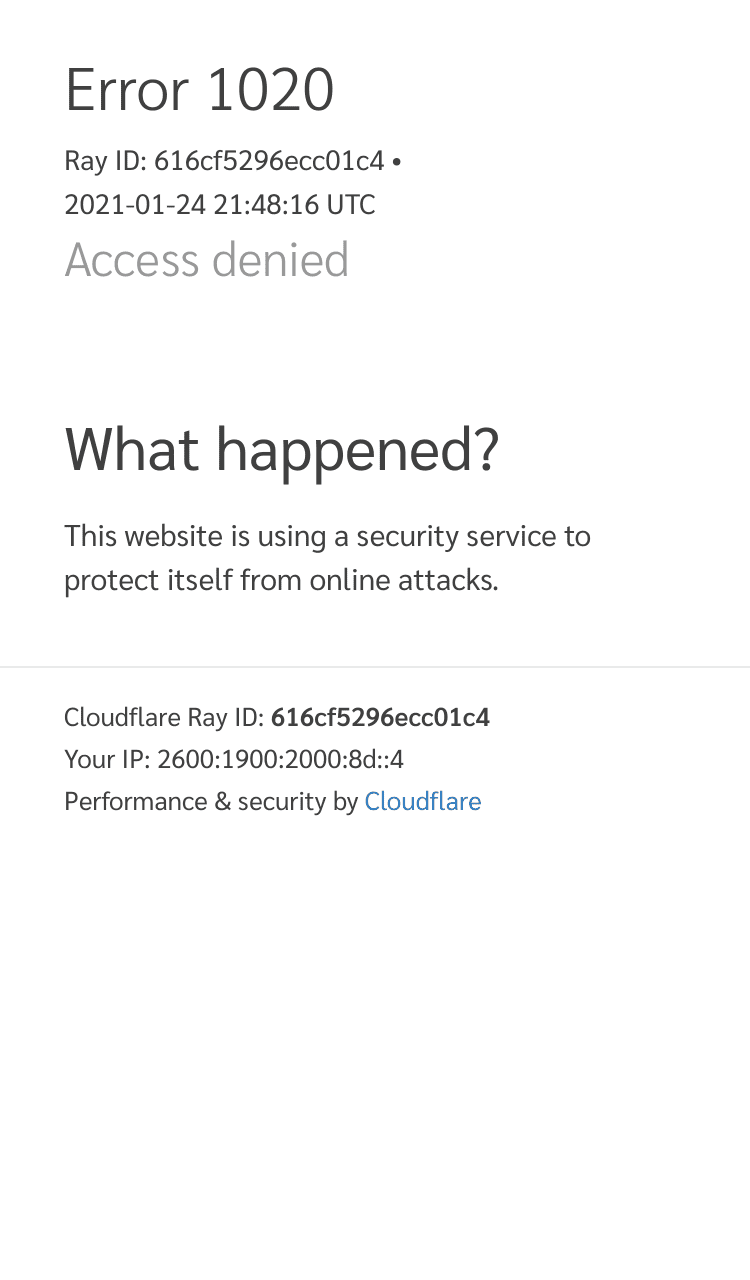 Error 1020
Ray ID: 616cf5296ecc01c4 •
2021-01-24 21:48:16 UTC
Access denied
What happened?
This website is using a security service to
protect itself from online attacks.
Cloudflare Ray ID: 616cf5296ecc01c4
Your IP: 2600:1900:2000:8d::4
Performance & security by Cloudflare